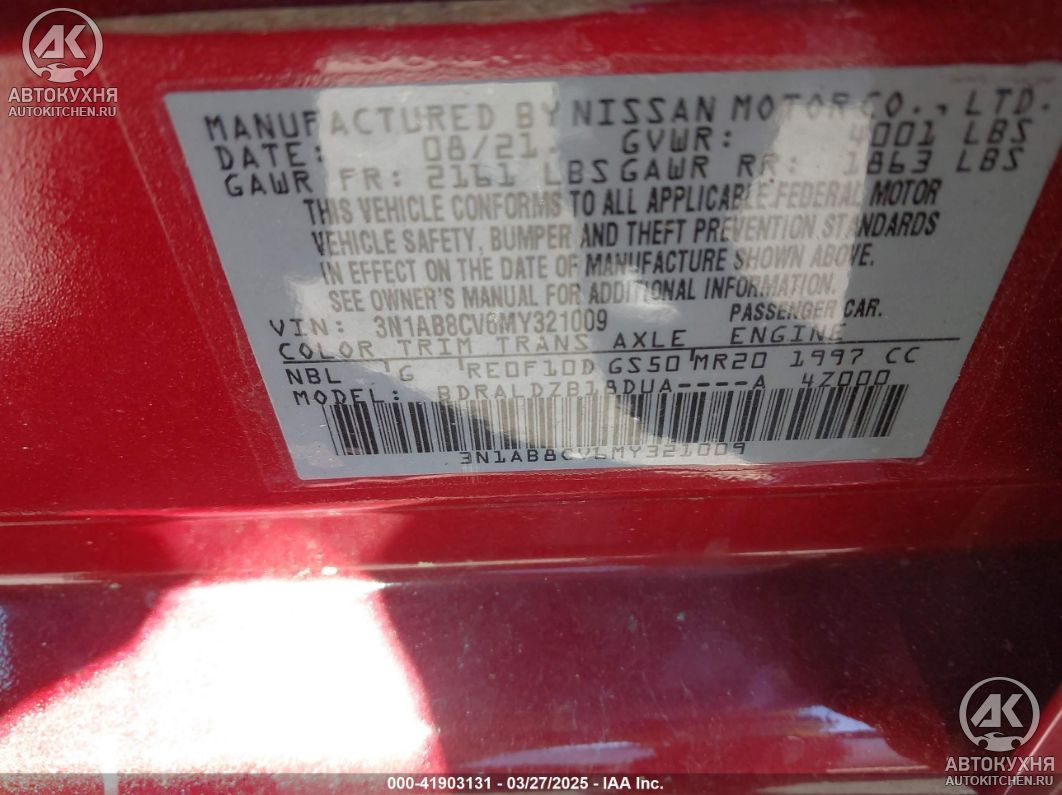 AK
АВТОКУХНЯ
AUTOKITCHEN.RU
MANUFACTURED BY NISSAN MOTOR CO., LTD.
DATE: 08/21. GVWR: 4001 LBS
GAWR FR: 2161 LBS GAWR RR: 1863 LBS
THIS VEHICLE CONFORMS TO ALL APPLICABLE FEDERAL MOTOR
VEHICLE SAFETY, BUMPER AND THEFT PREVENTION STANDARDS
IN EFFECT ON THE DATE OF MANUFACTURE SHOWN ABOVE.
SEE OWNER'S MANUAL FOR ADDITIONAL INFORMATION.
PASSENGER CAR.
VIN: 3N1AB8CV6MY321009
COLOR TRIM TRANS AXLE ENGINE
NBL G RE0F10D GS50 MR20 1997 CC
MODEL: BDRALDZB18DUA----A 4Z000
3N1AB8CV6MY321009
AK
АВТОКУХНЯ
AUTOKITCHEN.RU
000-41903131 - 03/27/2025 - IAA Inc.